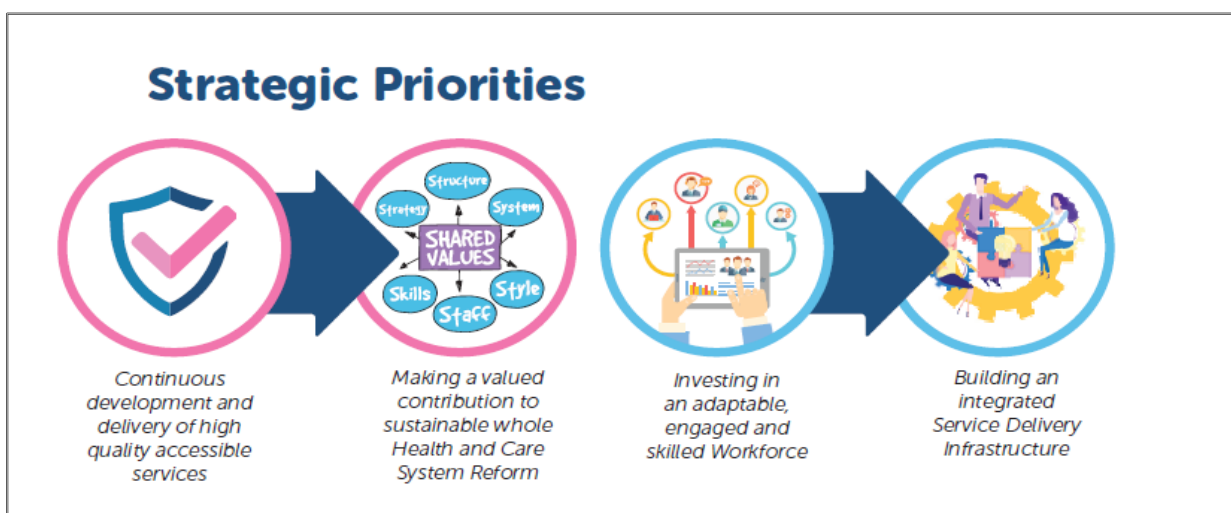 Strategic Priorities
Structure
Strategy
System
SHARED
VALUES
Skills
Style
Staff
Continuous
development and
delivery of high
quality accessible
services
Making a valued
contribution to
sustainable whole
Health and Care
System Reform
Investing in
an adaptable,
engaged and
skilled Workforce
Building an
integrated
Service Delivery
Infrastructure